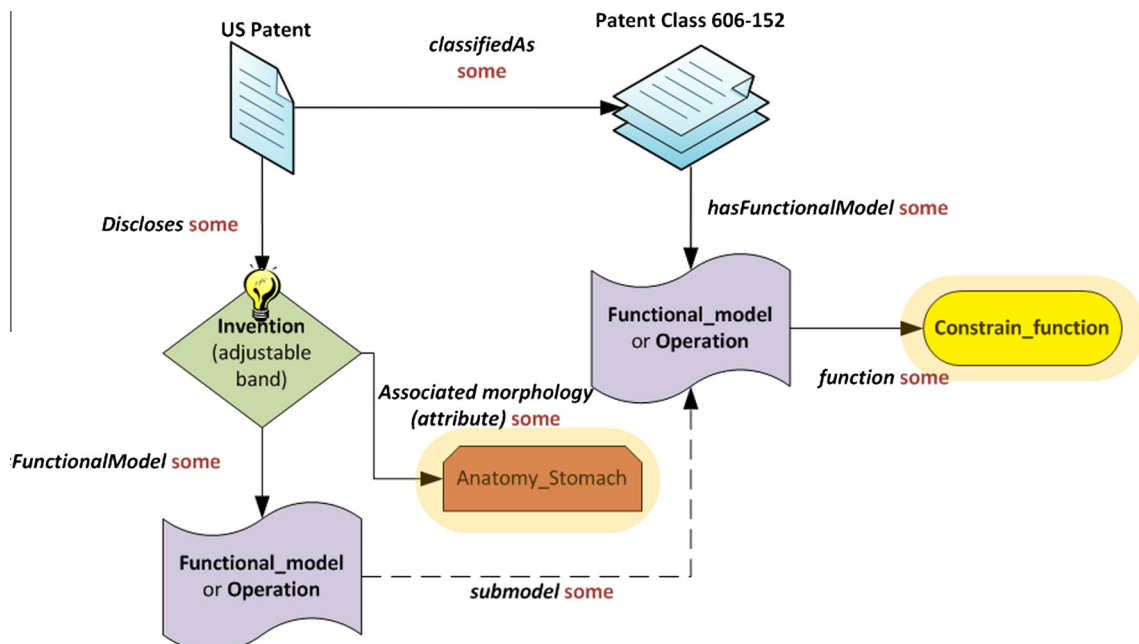 US Patent
Patent Class 606-152
classifiedAs
some
Discloses some
hasFunctionalModel some
Invention
(adjustable
band)
Functional_model
or Operation
Constrain_function
function some
Associated morphology
(attribute) some
FunctionalModel some
Anatomy_Stomach
Functional_model
or Operation
submodel some